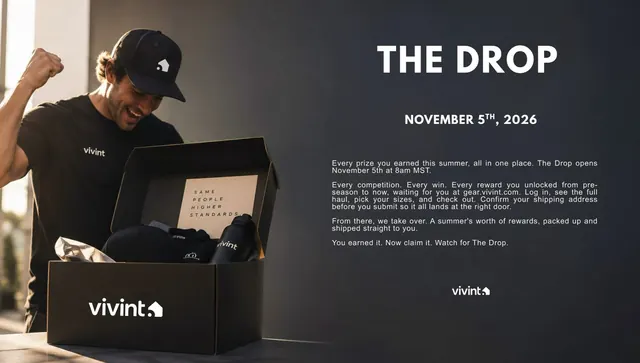 vivint
SAME
PEOPLE
HIGHER
STANDARDS.
vivint
vivint
THE DROP
NOVEMBER 5TH, 2026
Every prize you earned this summer, all in one place. The Drop opens
November 5th at 8am MST.
Every competition. Every win. Every reward you unlocked from pre-
season to now, waiting for you at gear.vivint.com. Log in, see the full
haul, pick your sizes, and check out. Confirm your shipping address
before you submit so it all lands at the right door.
From there, we take over. A summer's worth of rewards, packed up and
shipped straight to you.
You earned it. Now claim it. Watch for The Drop.
vivint